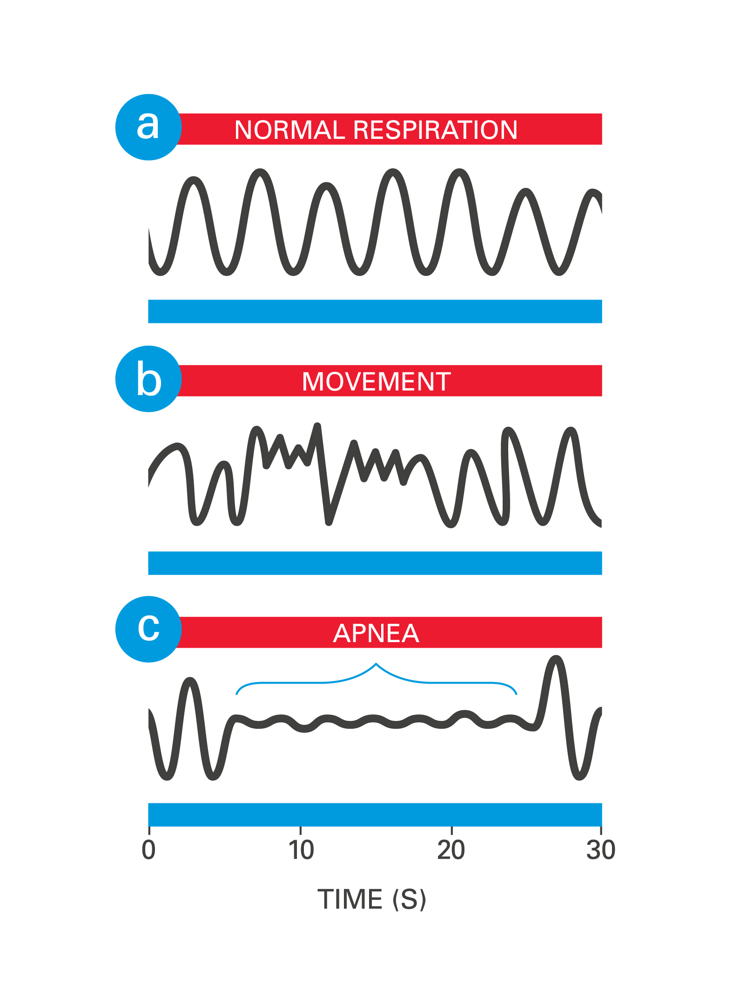 a
NORMAL RESPIRATION
b
MOVEMENT
c
APNEA
0 10 20 30
TIME (S)